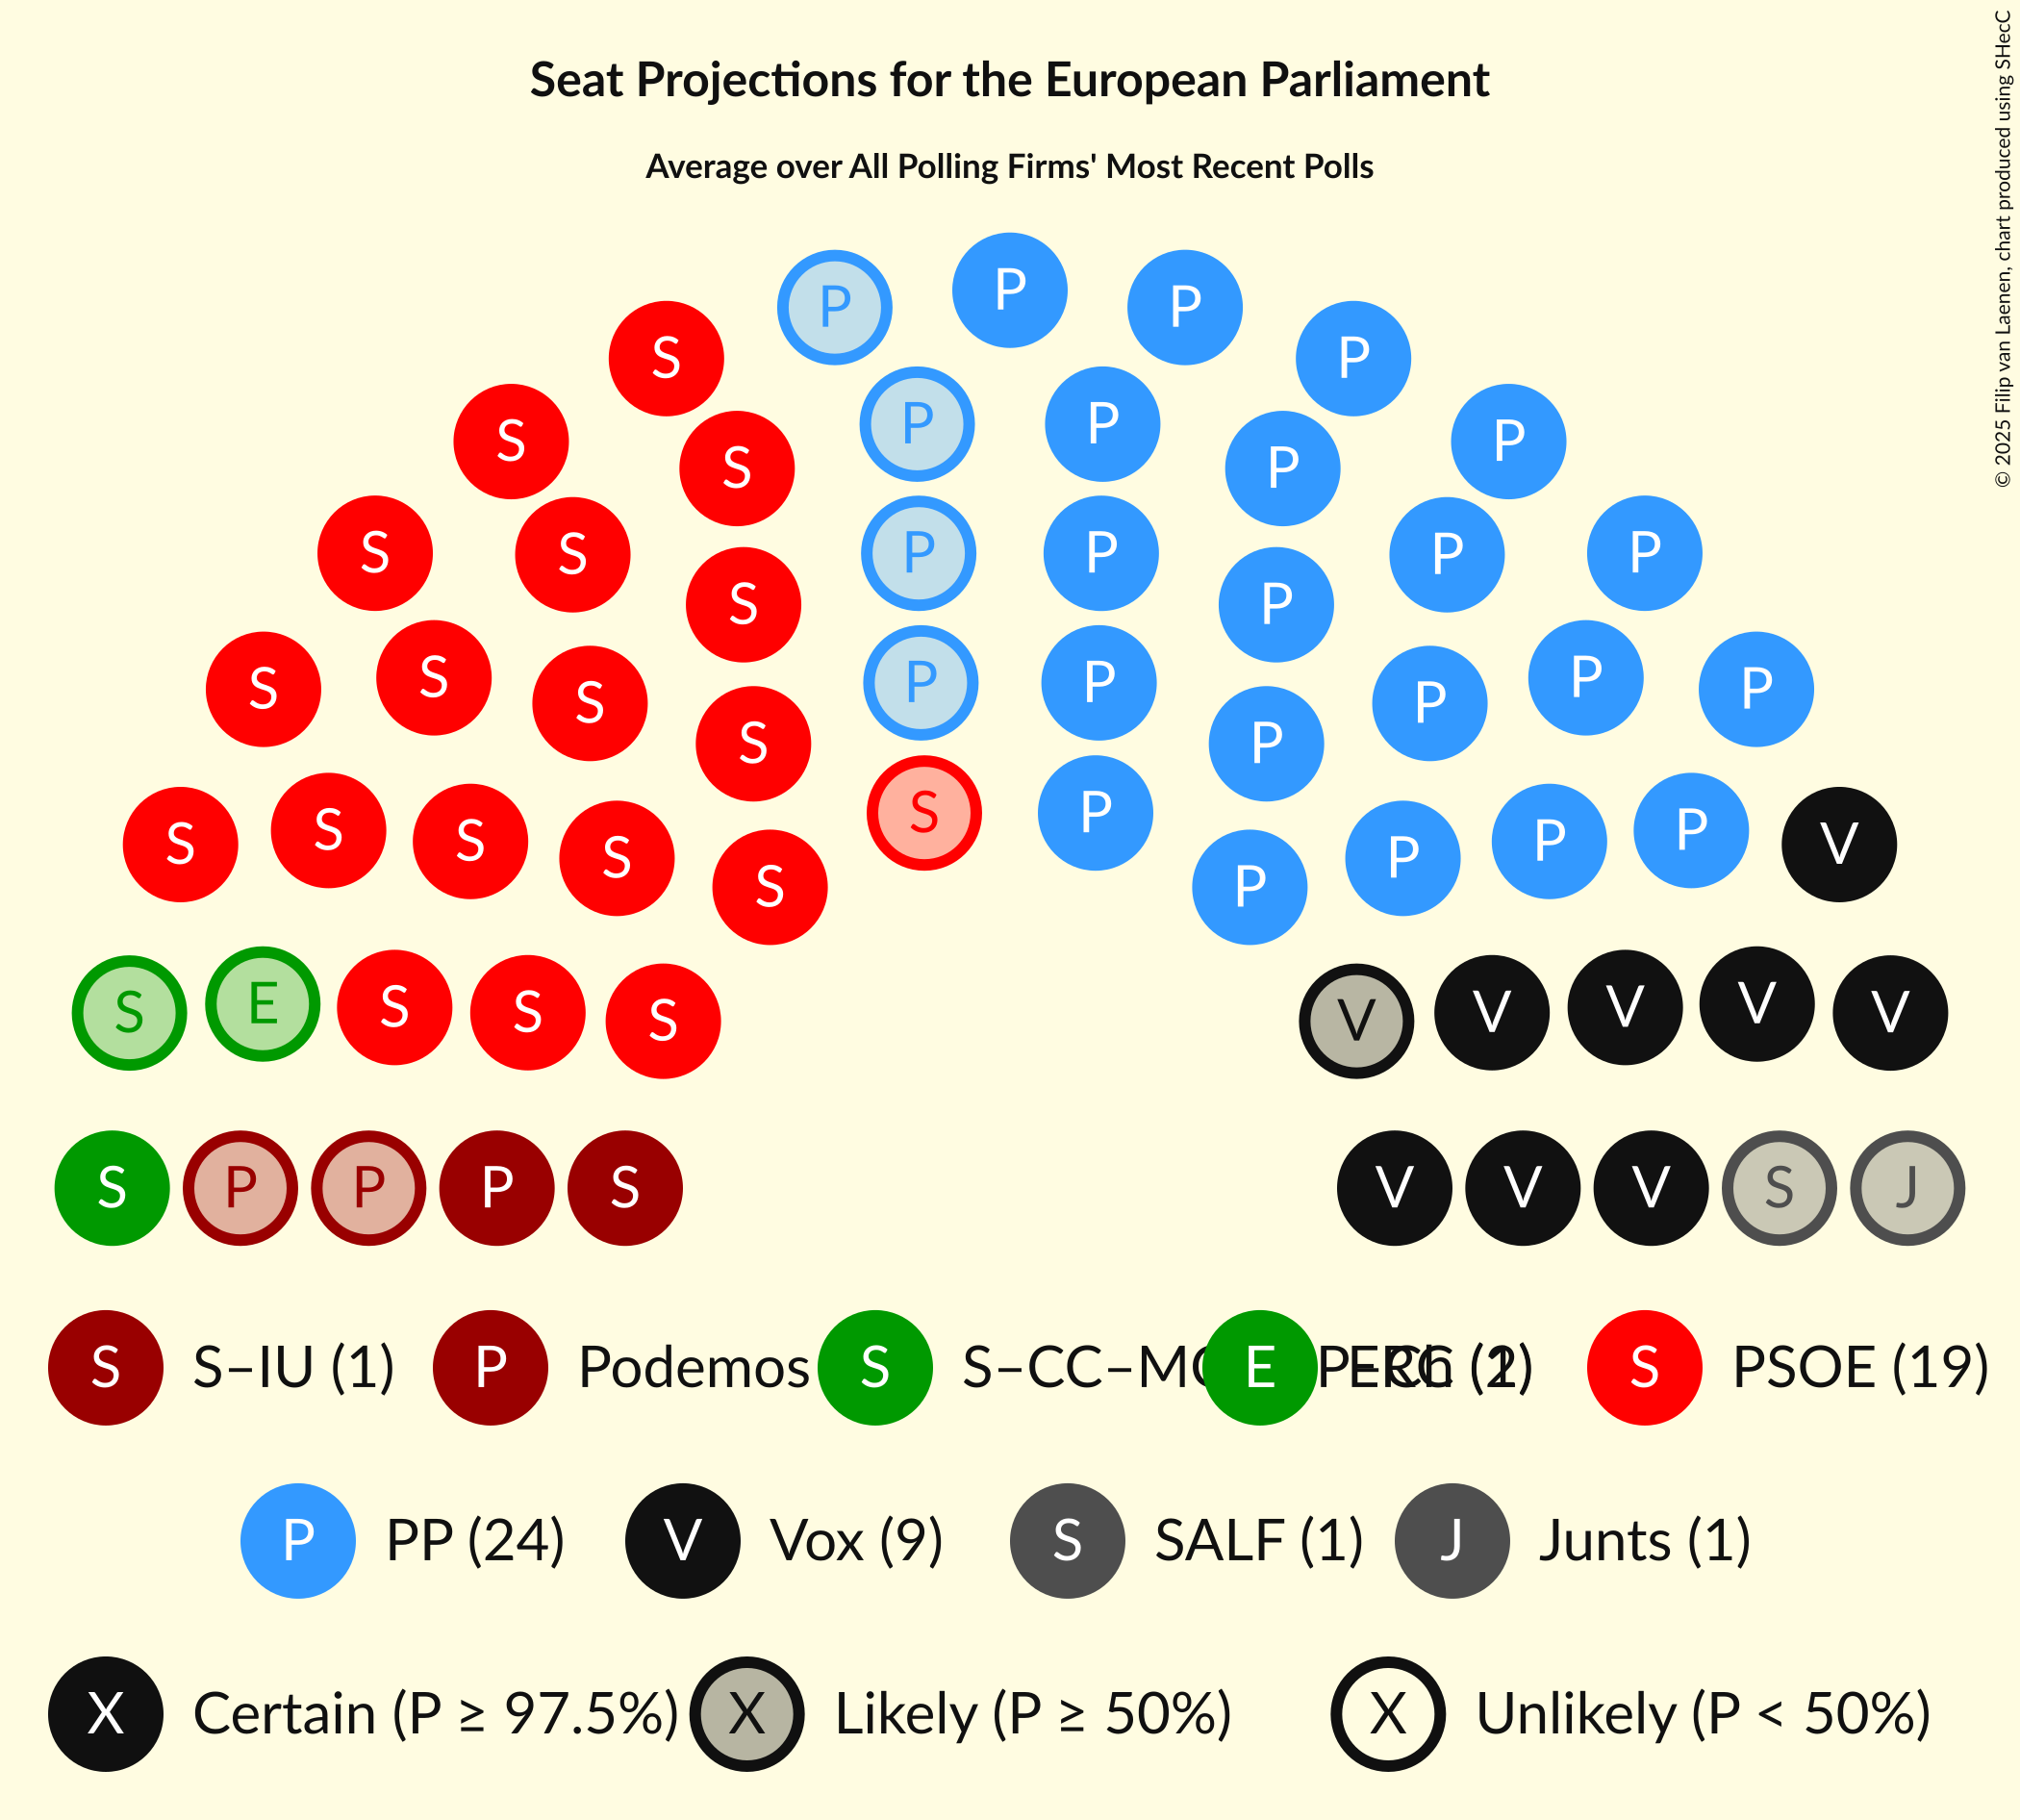 Seat Projections for the European Parliament
Average over All Polling Firms' Most Recent Polls
© 2025 Filip van Laenen, chart produced using SHecC
P
P P
S P
P P
S P
S P P P
S S P P
S P P P
S P
S S P P
S S P P
S S P P
S P
S P
S S P P V
S S P P
S P
S E S S S V V V V V
S P P P S V V V S J
S S–IU (1) P Podemos S S–CC–M E (2) S PSOE (19)
P PP (24) V Vox (9) S SALF (1) J Junts (1)
X Certain (P ≥ 97.5%) X Likely (P ≥ 50%) X Unlikely (P < 50%)